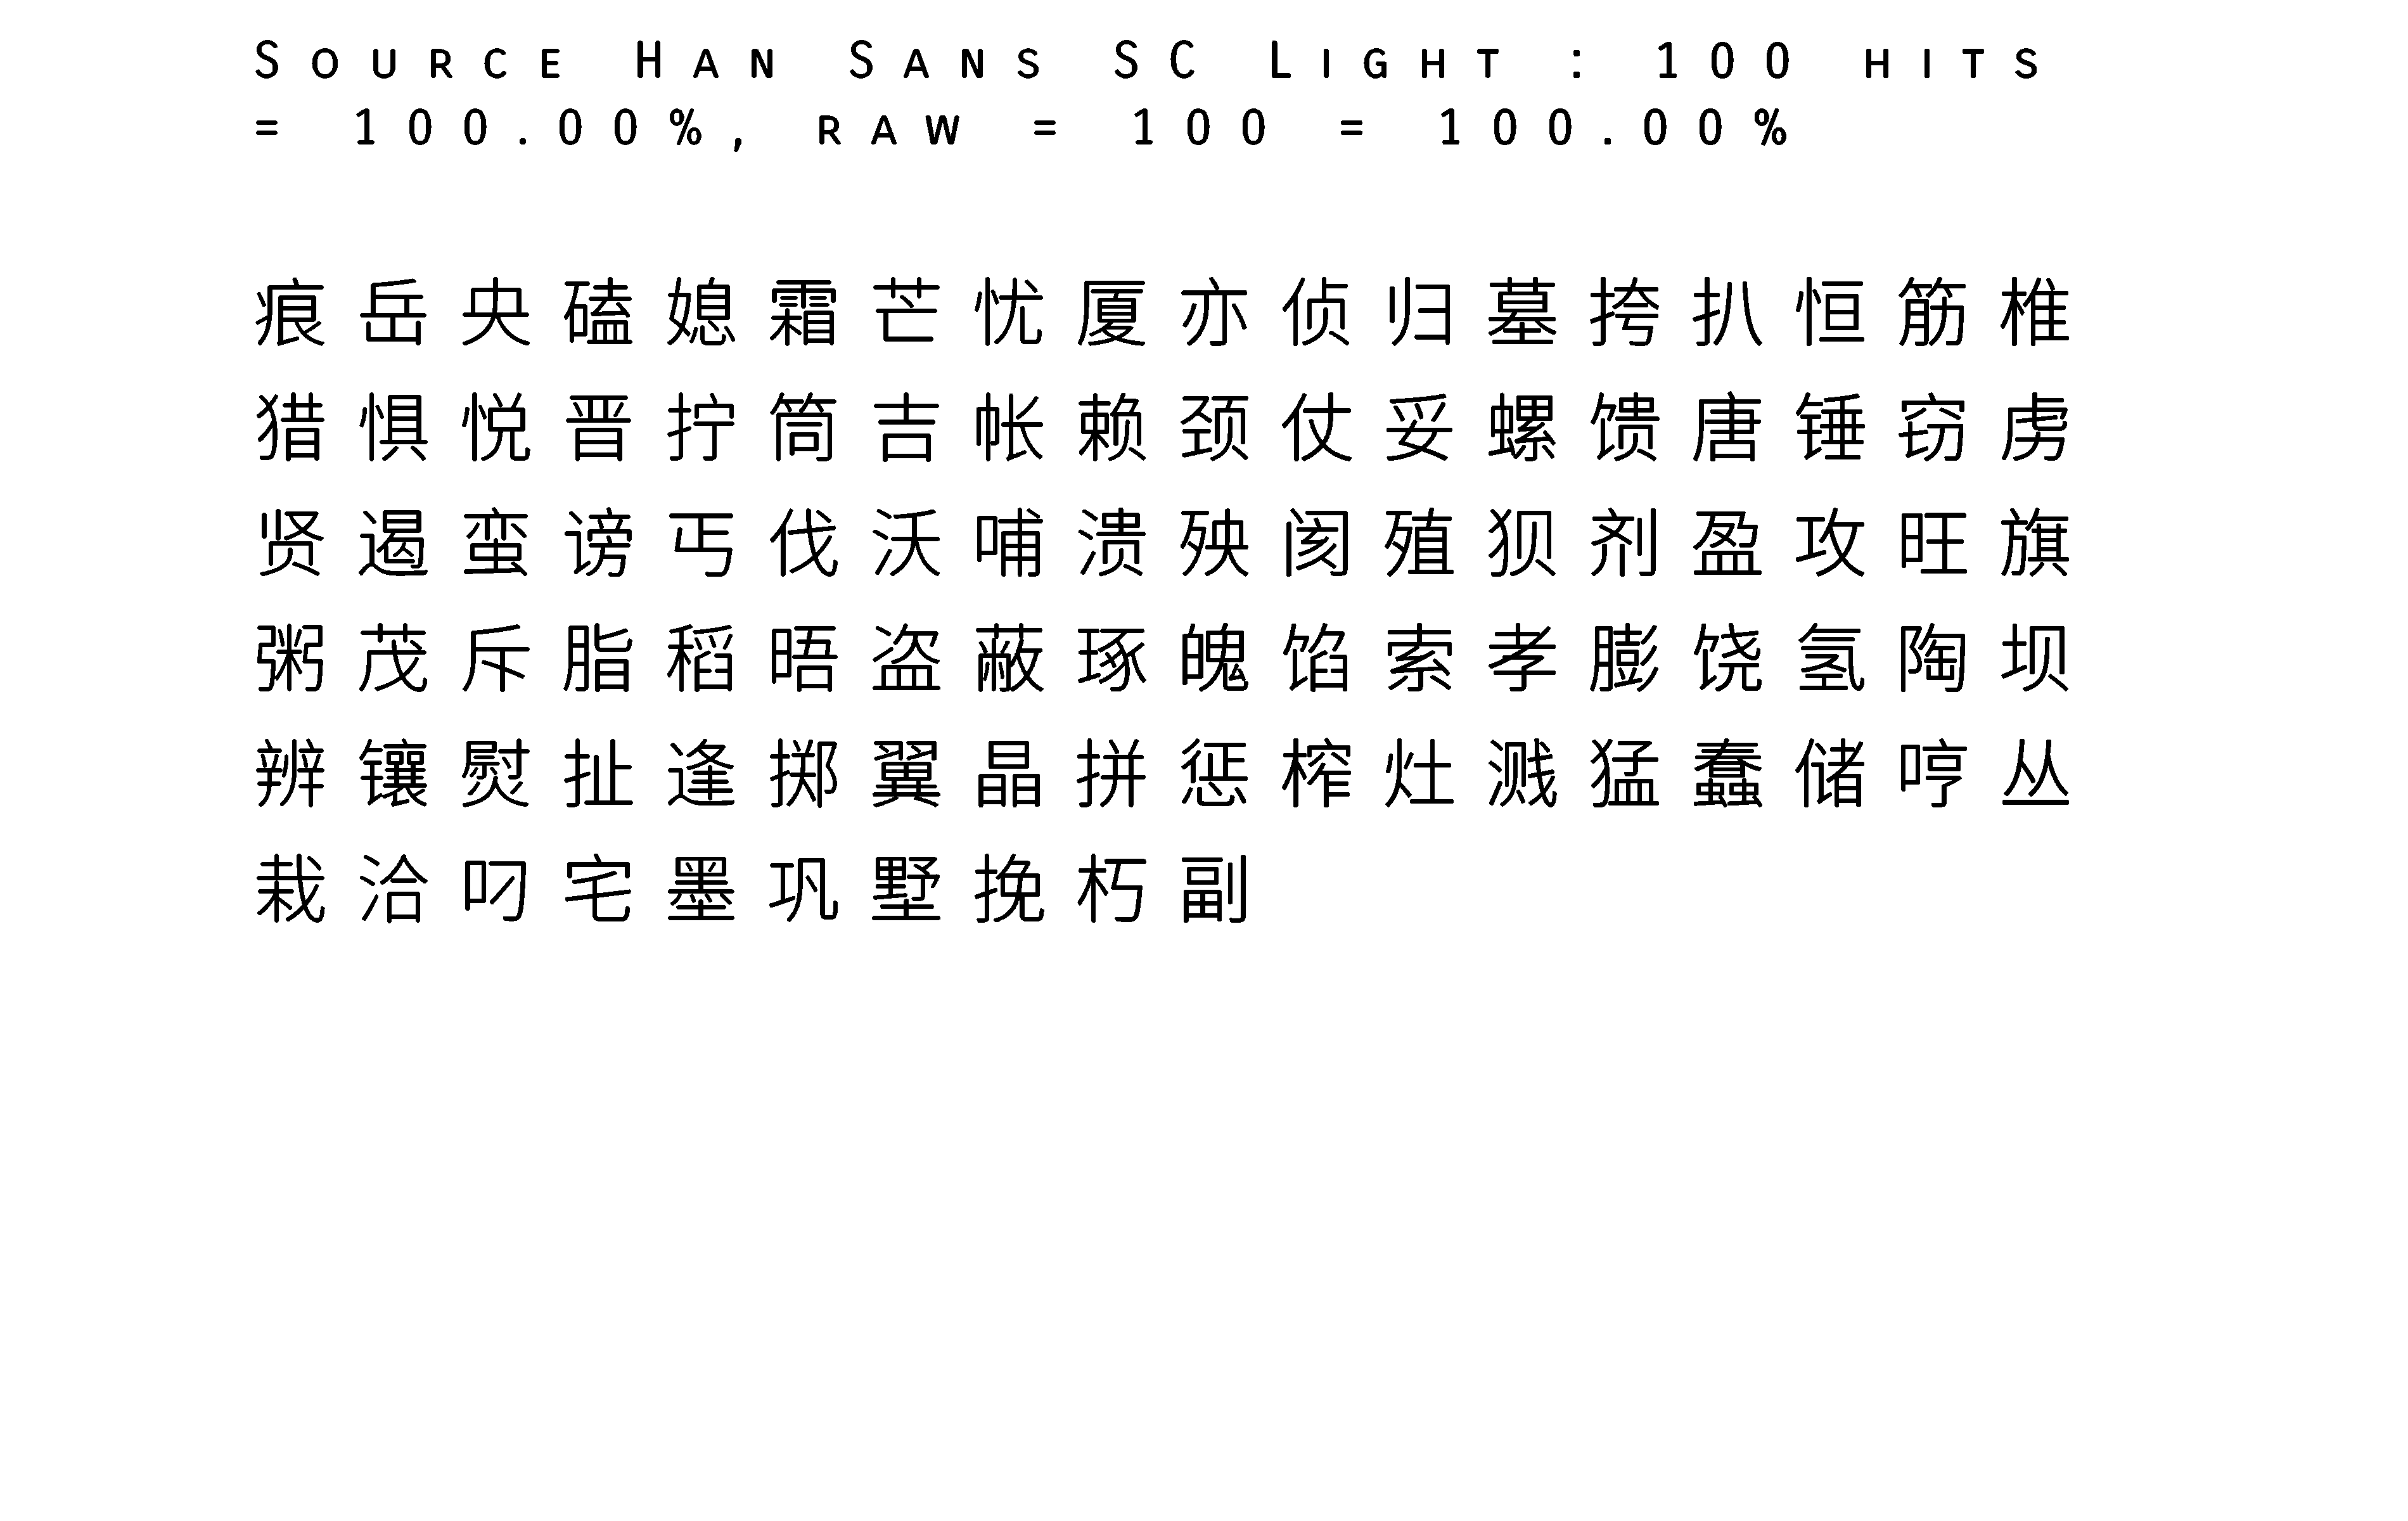 Source Han Sans SC Light : 100 hits
= 100.00%, raw = 100 = 100.00%
痕岳央磕媳霜芒忧厦亦侦归墓挎扒恒筋椎
猎惧悦晋拧筒吉帐赖颈仗妥螺馈唐锤窃虏
贤遏蛮谤丐伐沃哺溃殃阂殖狈剂盈攻旺旗
粥茂斥脂稻晤盗蔽琢魄馅索孝膨饶氢陶坝
辨镶熨扯逢掷翼晶拼惩榨灶溅猛蠢储哼丛
栽洽叼宅墨巩墅挽朽副